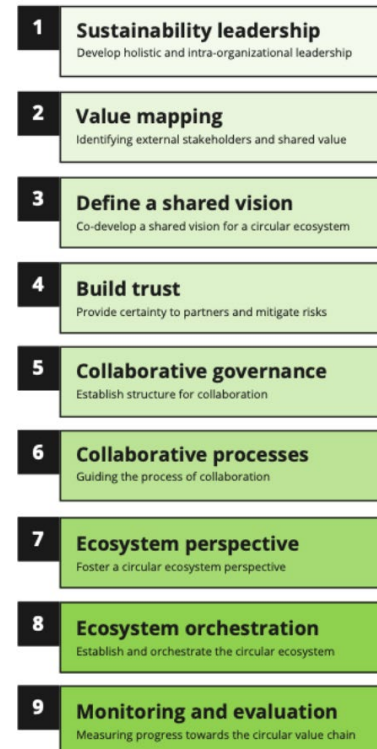 1
Sustainability leadership
Develop holistic and intra-organizational leadership
2
Value mapping
Identifying external stakeholders and shared value
3
Define a shared vision
Co-develop a shared vision for a circular ecosystem
4
Build trust
Provide certainty to partners and mitigate risks
5
Collaborative governance
Establish structure for collaboration
6
Collaborative processes
Guiding the process of collaboration
7
Ecosystem perspective
Foster a circular ecosystem perspective
8
Ecosystem orchestration
Establish and orchestrate the circular ecosystem
9
Monitoring and evaluation
Measuring progress towards the circular value chain